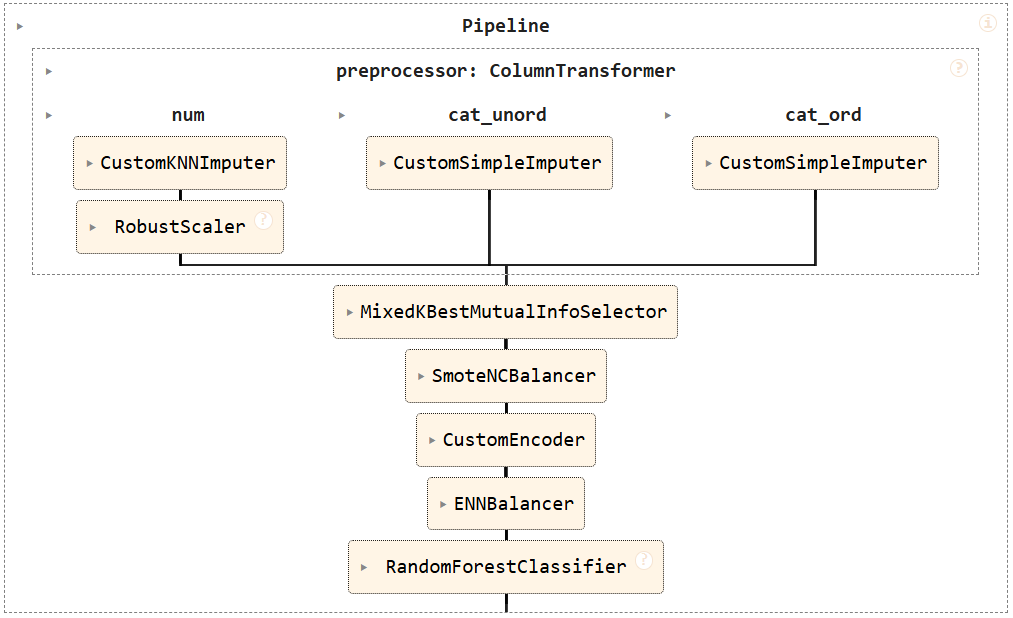 Pipeline
i
preprocessor: ColumnTransformer
?
num
cat_unord
cat_ord
CustomKNNImputer
CustomSimpleImputer
CustomSimpleImputer
RobustScaler
?
MixedKBestMutualInfoSelector
SmoteNCBalancer
CustomEncoder
ENNBalancer
RandomForestClassifier
?